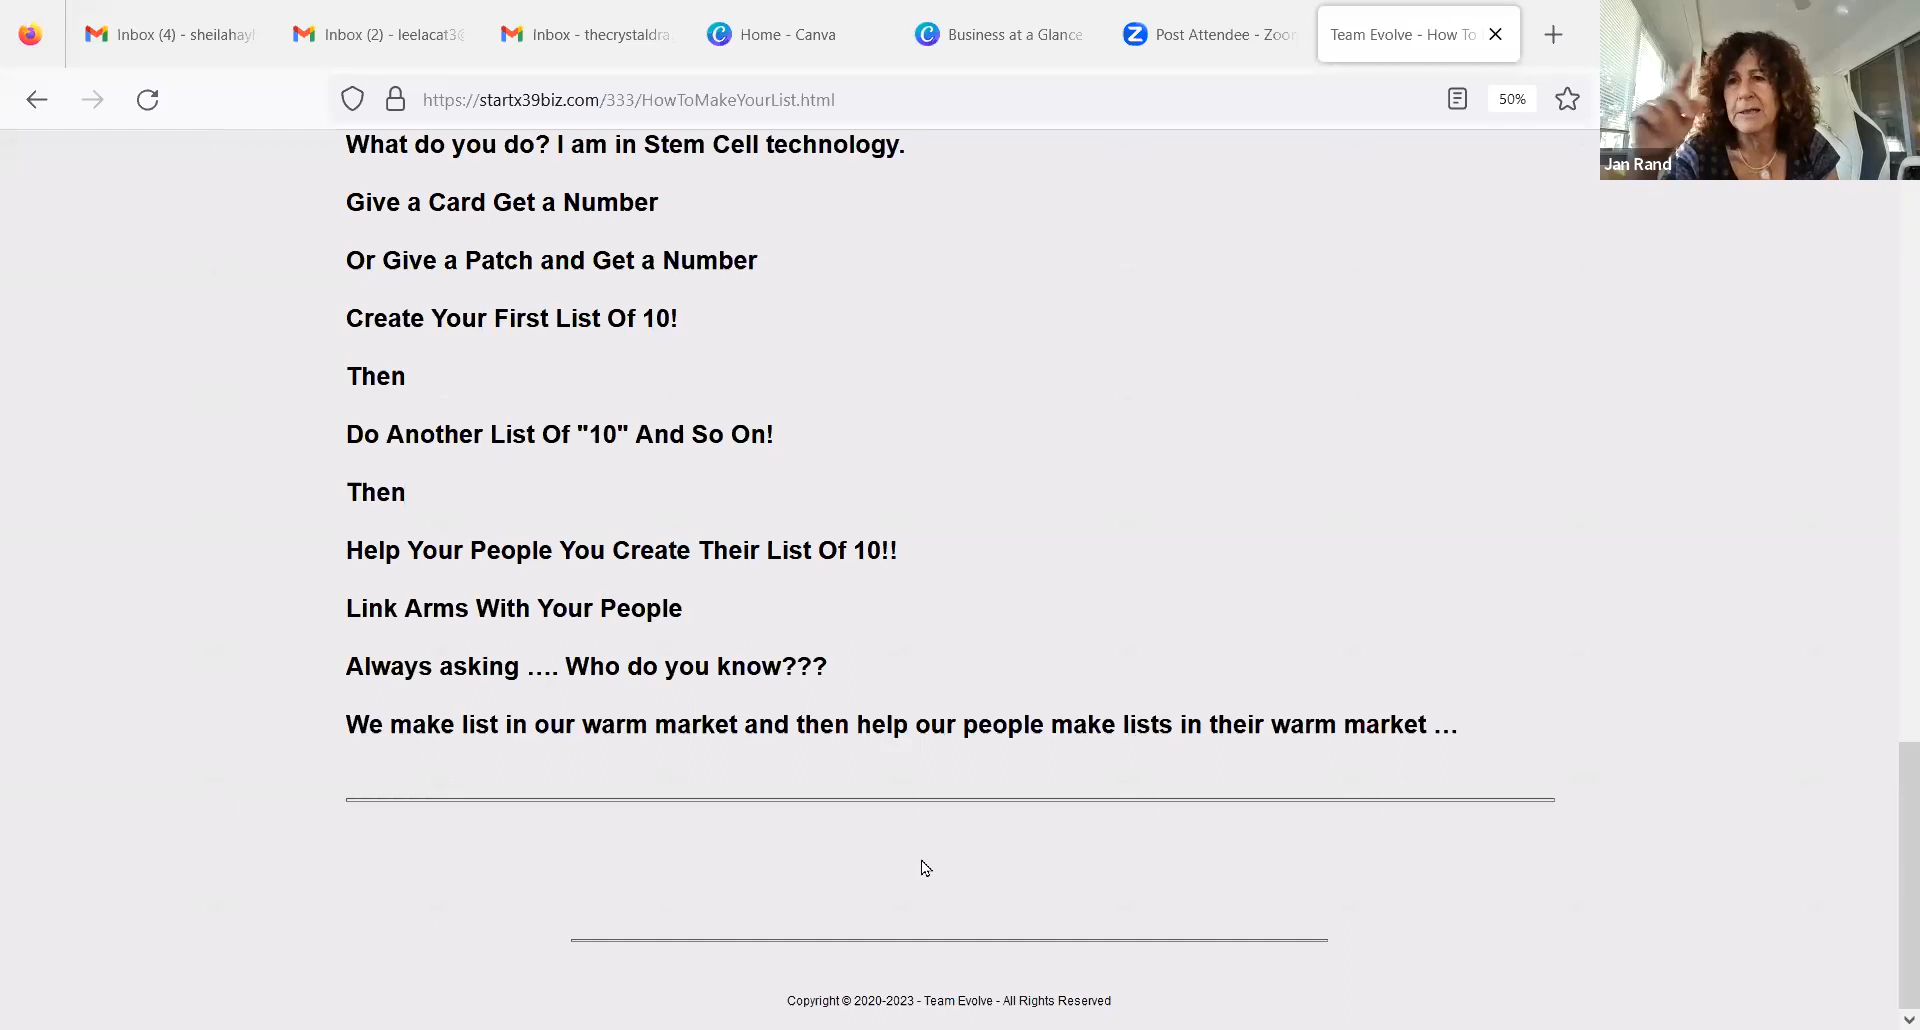 Inbox (4) - sheilahayl
Inbox (2) - leelacat3@
Inbox - thecrystaldra
Home - Canva
Business at a Glance
Post Attendee - Zoom
Team Evolve - How To
https://startx39biz.com/333/HowToMakeYourList.html
50%
Jan Rand
What do you do? I am in Stem Cell technology.
Give a Card Get a Number
Or Give a Patch and Get a Number
Create Your First List Of 10!
Then
Do Another List Of "10" And So On!
Then
Help Your People You Create Their List Of 10!!
Link Arms With Your People
Always asking .... Who do you know???
We make list in our warm market and then help our people make lists in their warm market ...
Copyright © 2020-2023 - Team Evolve - All Rights Reserved